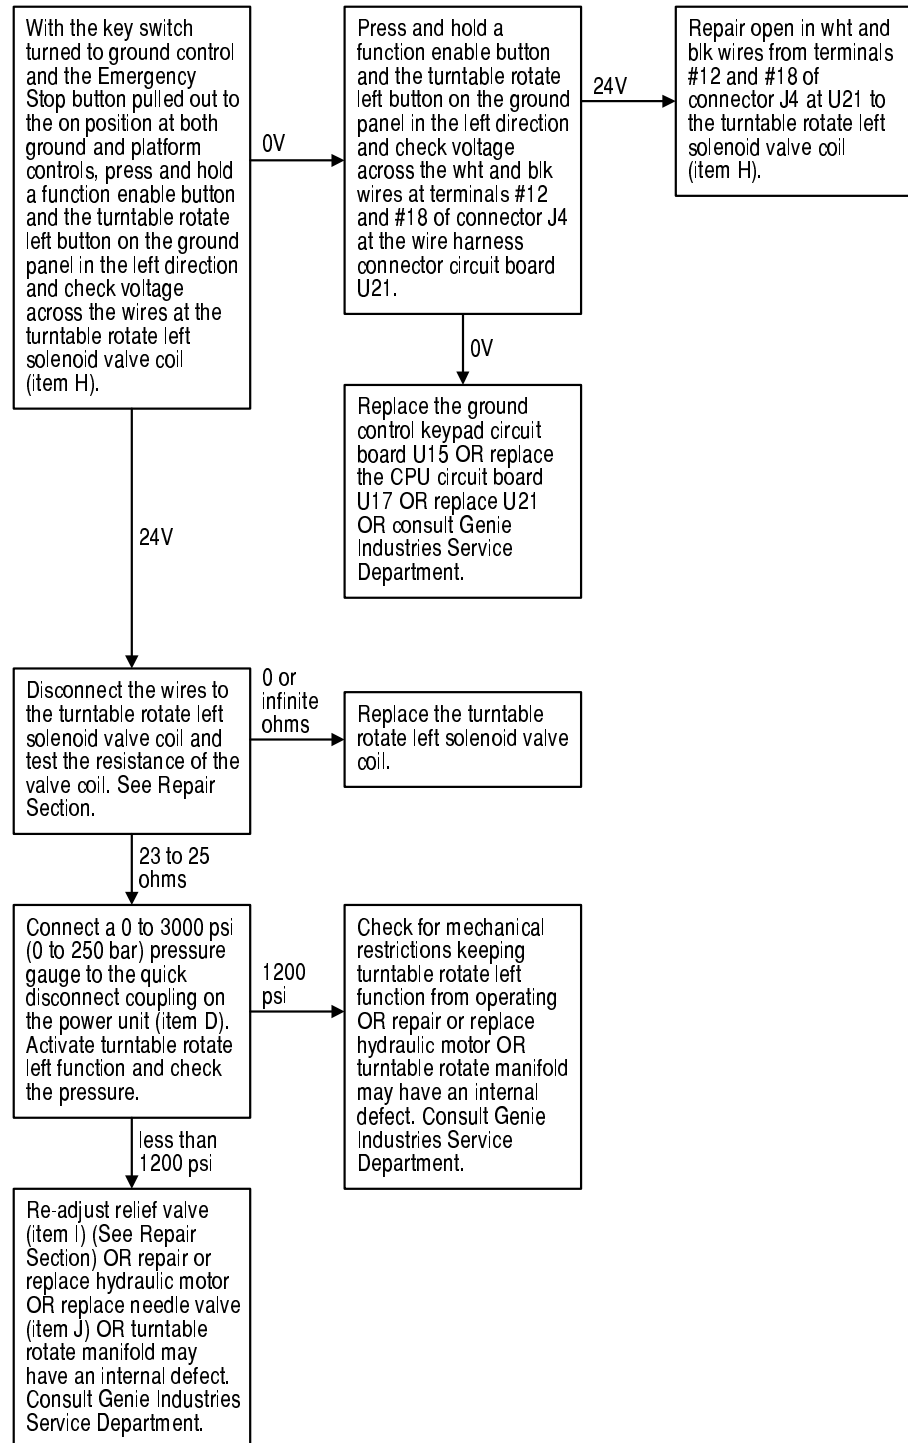 With the key switch
turned to ground control
and the Emergency
Stop button pulled out to
the on position at both
ground and platform
controls, press and hold
a function enable button
and the turntable rotate
left button on the ground
panel in the left direction
and check voltage
across the wires at the
turntable rotate left
solenoid valve coil
(item H).
0V
Press and hold a
function enable button
and the turntable rotate
left button on the ground
panel in the left direction
and check voltage
across the wht and blk
wires at terminals #12
and #18 of connector J4
at the wire harness
connector circuit board
U21.
24V
Repair open in wht and
blk wires from terminals
#12 and #18 of
connector J4 at U21 to
the turntable rotate left
solenoid valve coil
(item H).
0V
Replace the ground
control keypad circuit
board U15 OR replace
the CPU circuit board
U17 OR replace U21
OR consult Genie
Industries Service
Department.
24V
Disconnect the wires to
the turntable rotate left
solenoid valve coil and
test the resistance of the
valve coil. See Repair
Section.
0 or
infinite
ohms
Replace the turntable
rotate left solenoid valve
coil.
23 to 25
ohms
Connect a 0 to 3000 psi
(0 to 250 bar) pressure
gauge to the quick
disconnect coupling on
the power unit (item D).
Activate turntable rotate
left function and check
the pressure.
1200
psi
Check for mechanical
restrictions keeping
turntable rotate left
function from operating
OR repair or replace
hydraulic motor OR
turntable rotate manifold
may have an internal
defect. Consult Genie
Industries Service
Department.
less than
1200 psi
Re-adjust relief valve
(item I) (See Repair
Section) OR repair or
replace hydraulic motor
OR replace needle valve
(item J) OR turntable
rotate manifold may
have an internal defect.
Consult Genie Industries
Service Department.